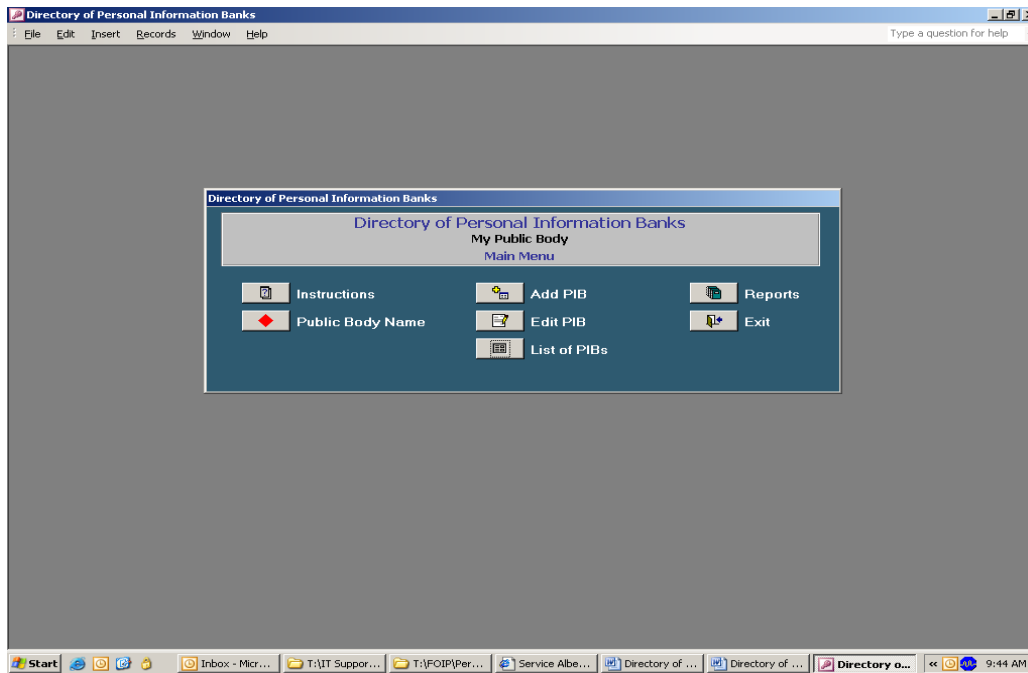 Directory of Personal Information Banks
File Edit Insert Records Window Help
Type a question for help
Directory of Personal Information Banks
Directory of Personal Information Banks
My Public Body
Main Menu
Instructions Add PIB Reports
Public Body Name Edit PIB Exit
List of PIBs
Start Inbox - Micr... T:\IT Suppor... T:\FOIP\Per... Service Albe... Directory of ... Directory of ... Directory o... « 9:44 AM